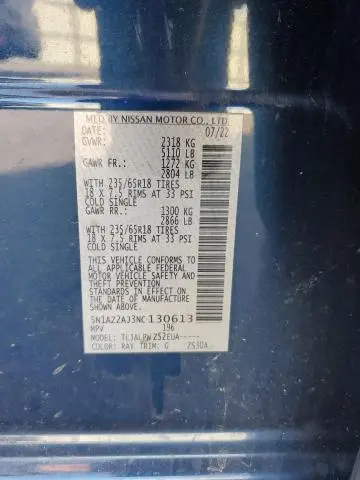 MFD BY NISSAN MOTOR CO., LTD.
DATE: 07/22
GVWR: 2318 KG
5110 LB
GAWR FR.: 1272 KG
2804 LB
WITH 235/65R18 TIRES
18 X 7.5 RIMS AT 33 PSI
COLD SINGLE
GAWR RR: 1300 KG
2866 LB
WITH 235/65R18 TIRES
18 X 7.5 RIMS AT 33 PSI
COLD SINGLE
THIS VEHICLE CONFORMS TO ALL
APPLICABLE FEDERAL MOTOR
MOTOR VEHICLE SAFETY AND
THEFT PREVENTION STANDARDS
IN EFFECT ON THE DATE OF
MANUFACTURE SHOWN ABOVE.
5N1AZ2AJ3NC130613
MPV 196
MODEL: TLJALPW Z52EUA-----
COLOR: RAY TRIM: G Z53DA